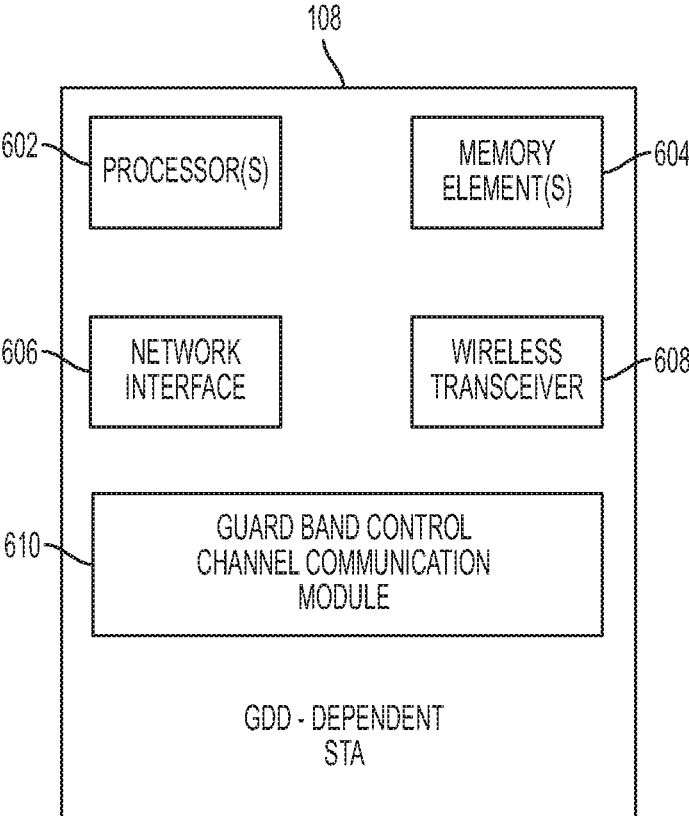 108
602
PROCESSOR(S)
MEMORY
ELEMENT(S)
604
606
NETWORK
INTERFACE
WIRELESS
TRANSCEIVER
608
610
GUARD BAND CONTROL
CHANNEL COMMUNICATION
MODULE
GDD - DEPENDENT
STA